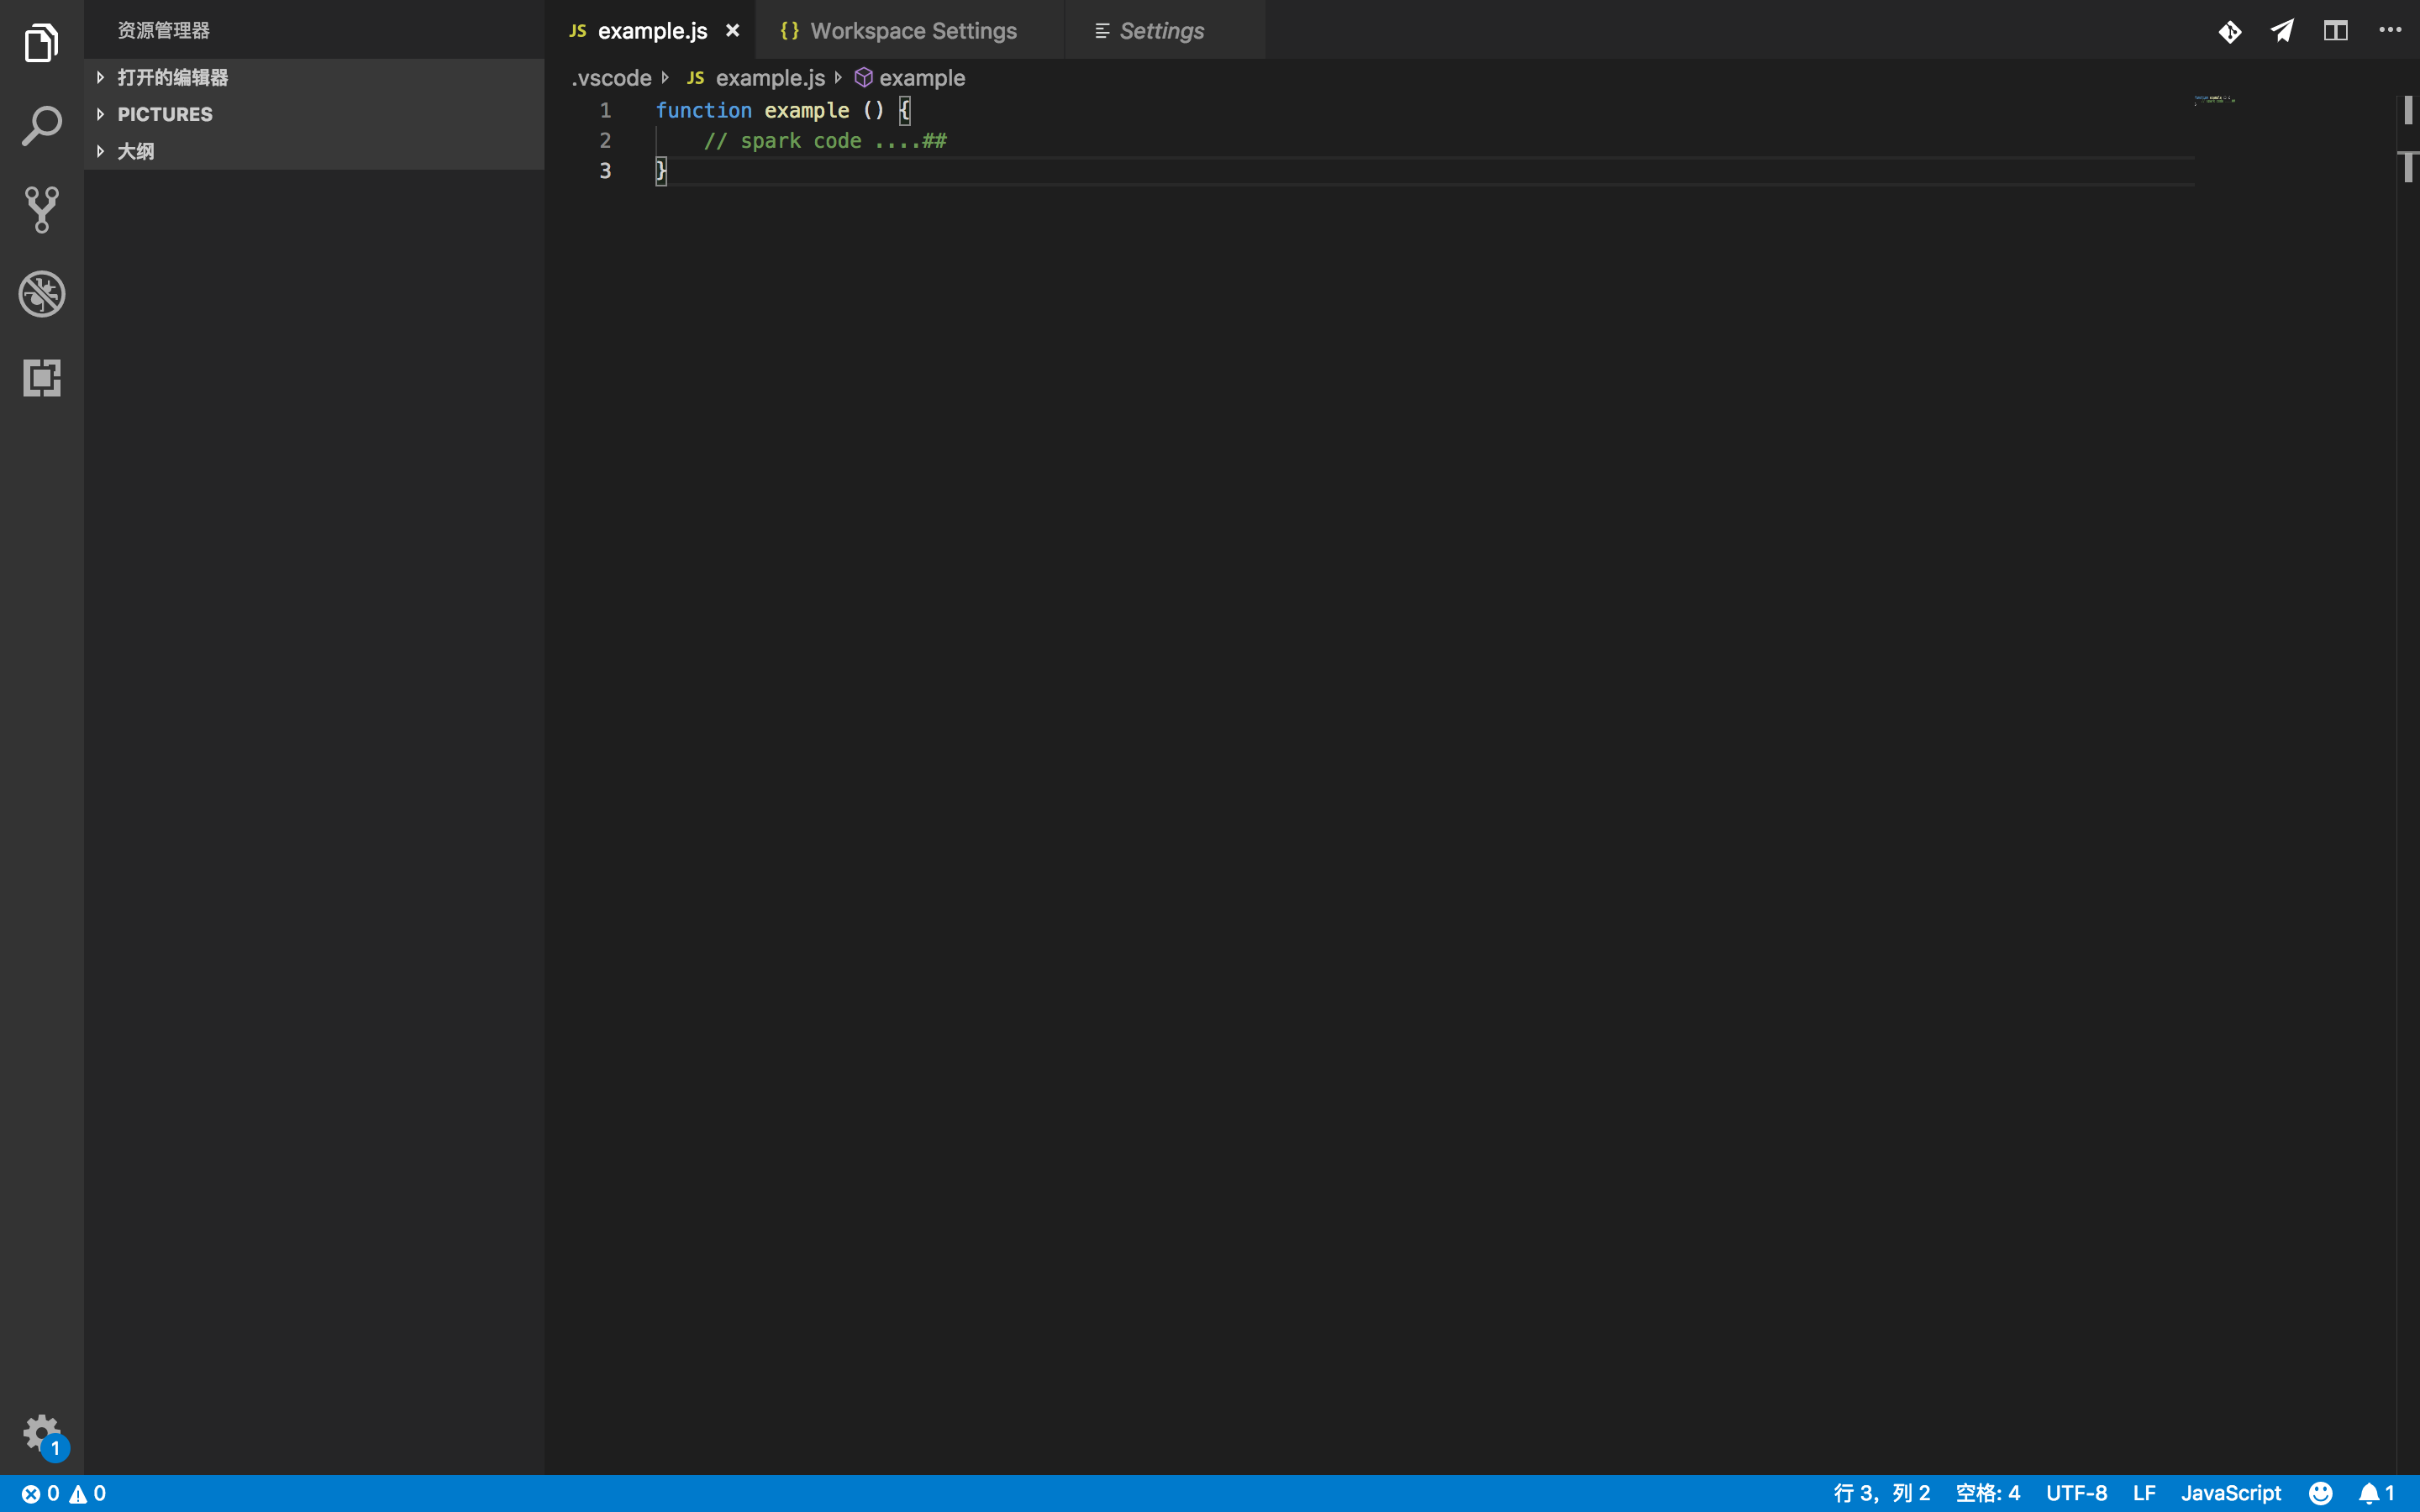 资源管理器
打开的编辑器
PICTURES
大纲
JS example.js × {} Workspace Settings Settings
.vscode JS example.js example
1 function example () {
2 // spark code ....##
3 }
1
0 0 行 3，列 2 空格: 4 UTF-8 LF JavaScript 1